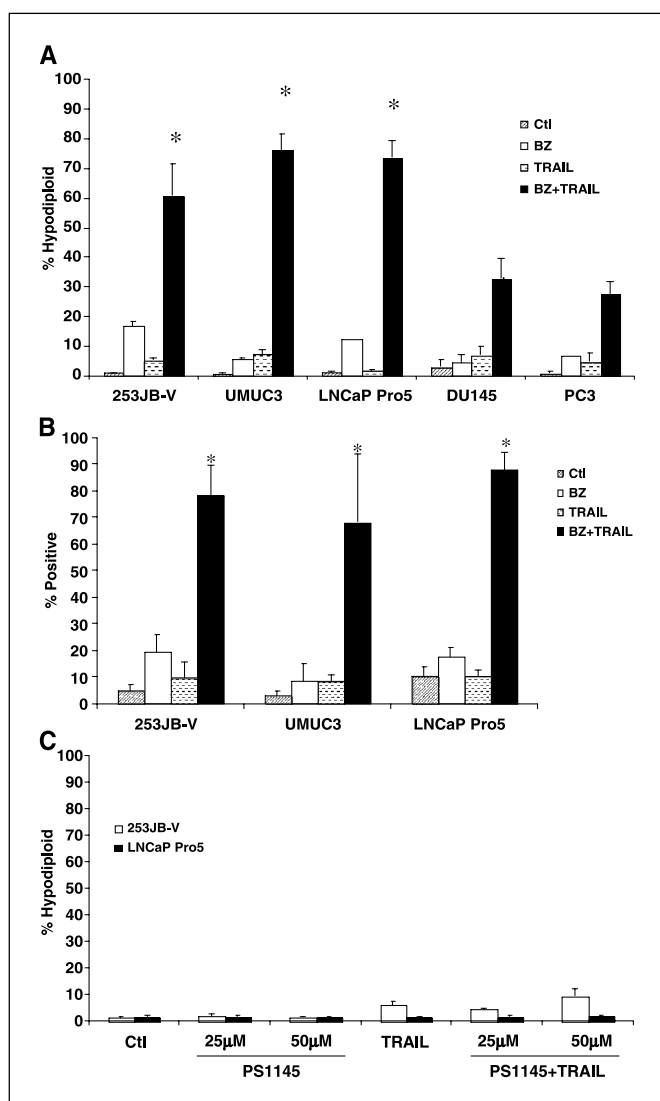 A
100
90
80
70
60
50
40
30
20
10
0
% Hypodiploid
* * *
Ctl
BZ
TRAIL
BZ+TRAIL
253JB-V UMUC3 LNCaP Pro5 DU145 PC3
B
100
90
80
70
60
50
40
30
20
10
0
% Positive
* * *
Ctl
BZ
TRAIL
BZ+TRAIL
253JB-V UMUC3 LNCaP Pro5
C
100
90
80
70
60
50
40
30
20
10
0
% Hypodiploid
253JB-V
LNCaP Pro5
Ctl 25µM 50µM TRAIL 25µM 50µM
PS1145 PS1145+TRAIL